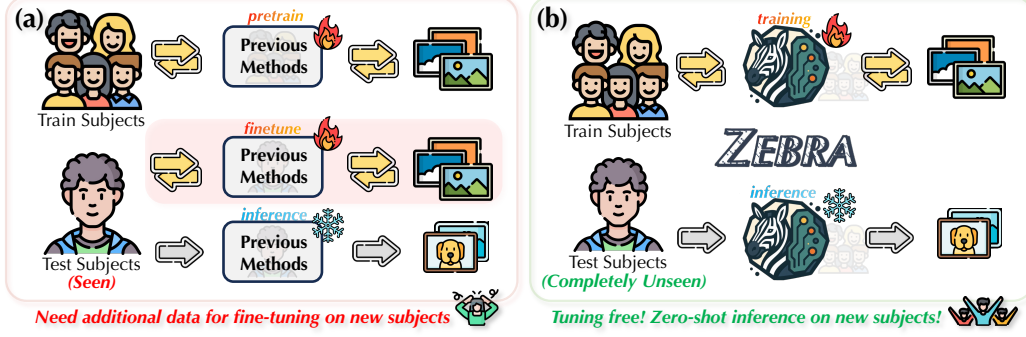 (a)
pretrain
Previous
Methods
Train Subjects
finetune
Previous
Methods
inference
Previous
Methods
Test Subjects
(Seen)
Need additional data for fine-tuning on new subjects
(b)
training
Train Subjects
ZEBRA
inference
Test Subjects
(Completely Unseen)
Tuning free! Zero-shot inference on new subjects!